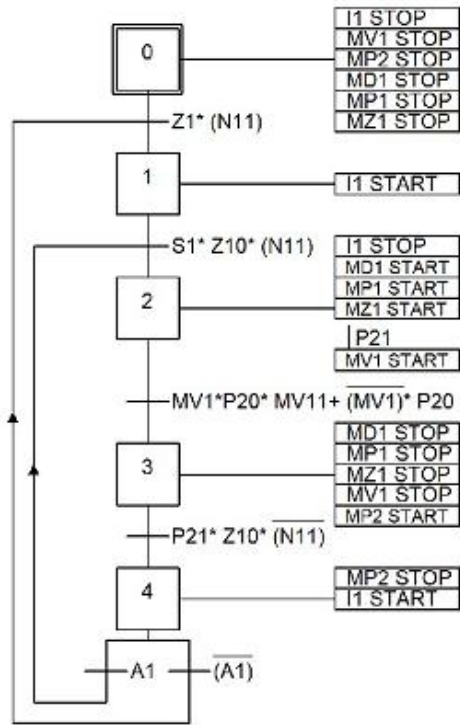 0
I1 STOP
MV1 STOP
MP2 STOP
MD1 STOP
MP1 STOP
MZ1 STOP
Z1* (N11)
1
I1 START
S1* Z10* (N11)
2
I1 STOP
MD1 START
MP1 START
MZ1 START
P21
MV1 START
MV1*P20* MV11+ (MV1)* P20
3
MD1 STOP
MP1 STOP
MZ1 STOP
MV1 STOP
MP2 START
P21* Z10* (N11)
4
MP2 STOP
I1 START
A1
(A1)